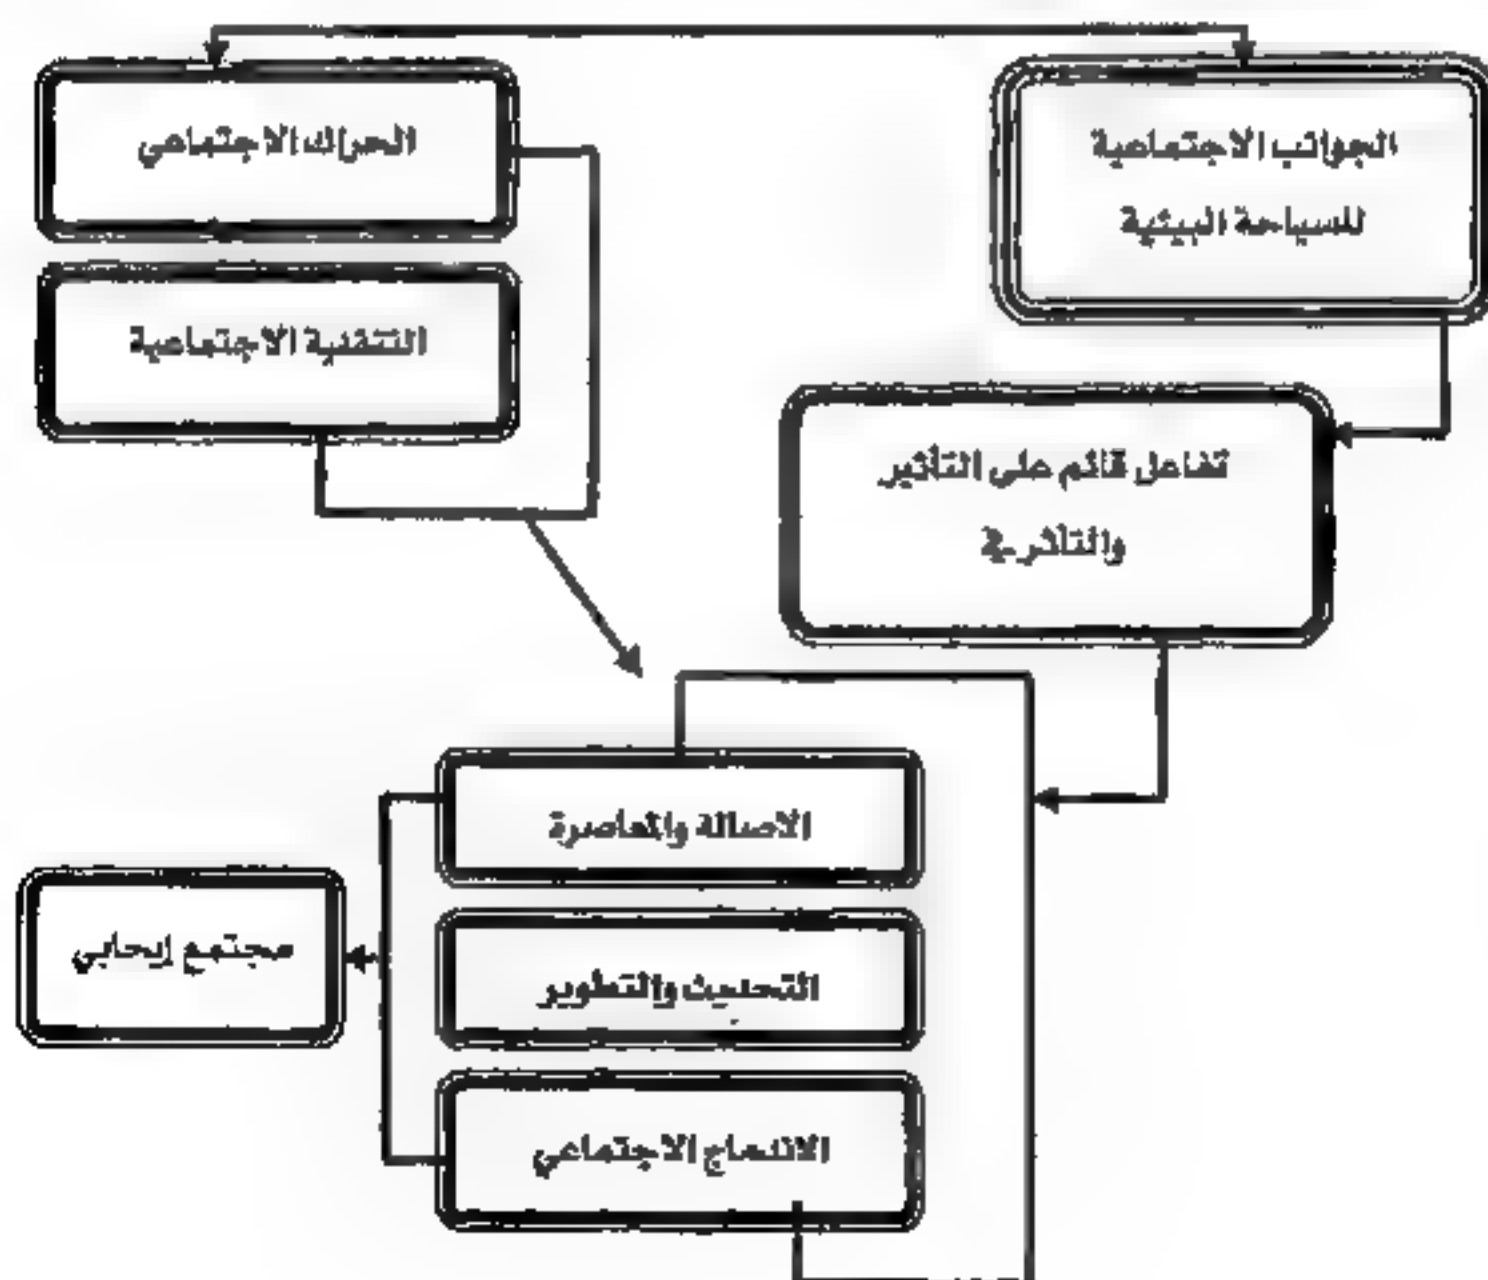 الجوانب الاجتماعية
للسياحة البيئية
الحراك الاجتماعي
الاجتماعية
تفاعل قائم على التأثير
والتأثر في
الاصالة والمعاصرة
التحديث والتطوير
الاندماج الاجتماعي
مجتمع إيجابي